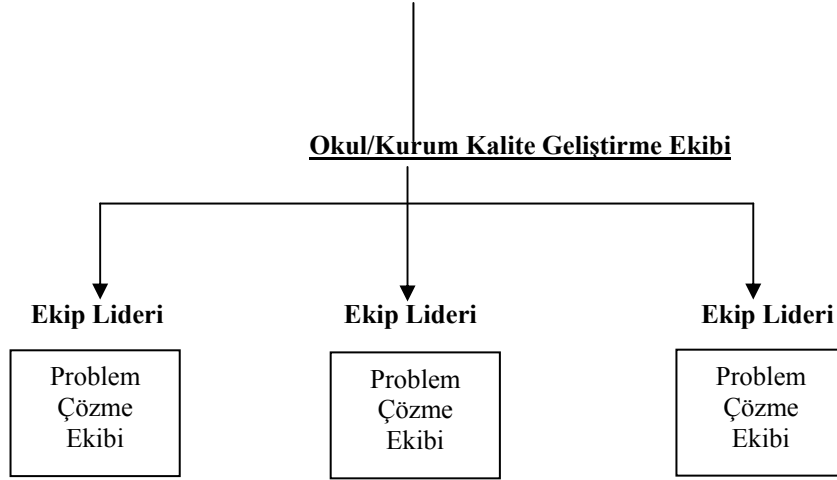 Okul/Kurum Kalite Geliştirme Ekibi
Ekip Lideri
Ekip Lideri
Ekip Lideri
Problem
Çözme
Ekibi
Problem
Çözme
Ekibi
Problem
Çözme
Ekibi